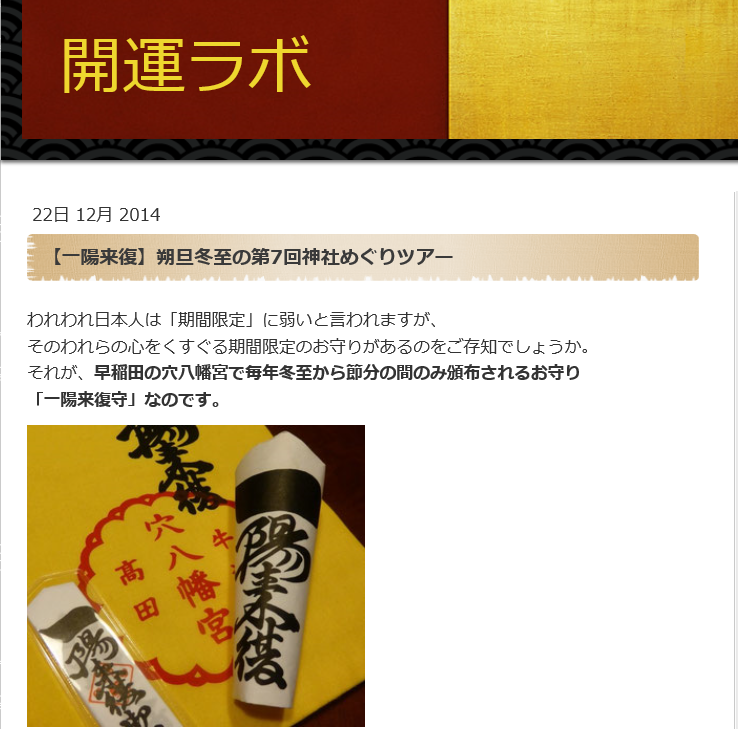 開運ラボ
22日 12月 2014
【一陽来復】朔旦冬至の第7回神社めぐりツアー
われわれ日本人は「期間限定」に弱いと言われますが、
そのわれらの心をくすぐる期間限定のお守りがあるのをご存知でしょうか。
それが、早稲田の穴八幡宮で毎年冬至から節分の間のみ頒布されるお守り
「一陽来復守」なのです。
陽来復
穴八幡宮
牛
高田
陽来復
陽来復御